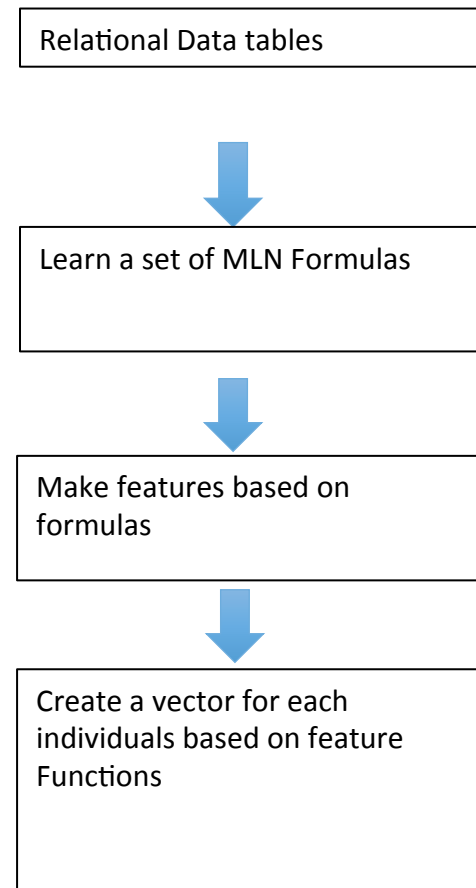 Relational Data tables
Learn a set of MLN Formulas
Make features based on
formulas
Create a vector for each
individuals based on feature
Functions